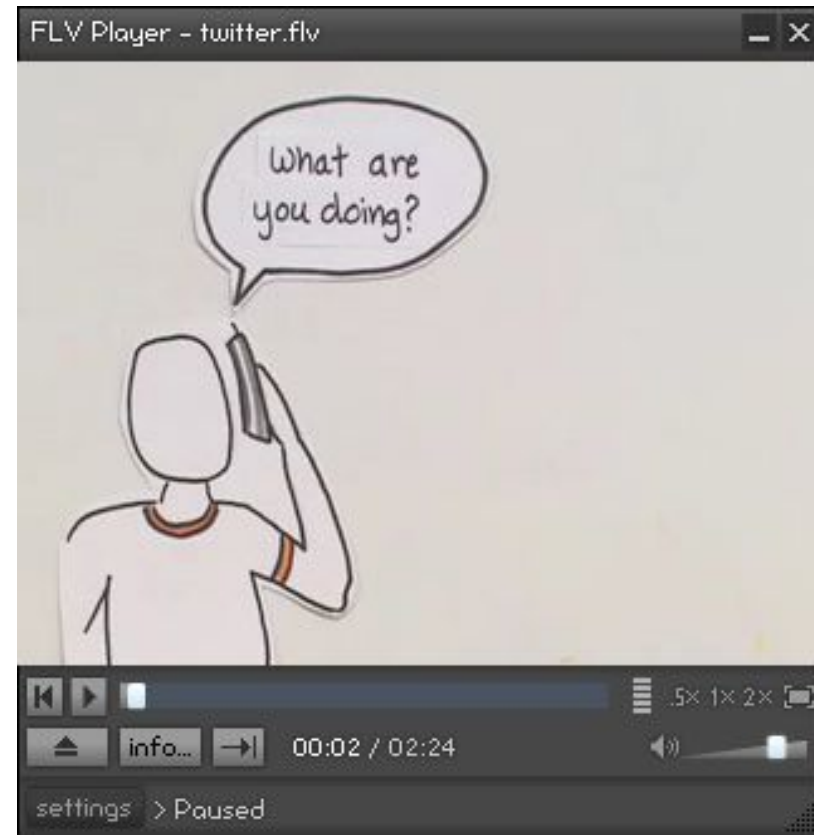 FLV Player - twitter.flv
What are
you doing?
.5× 1× 2×
info... 00:02 / 02:24
settings > Paused